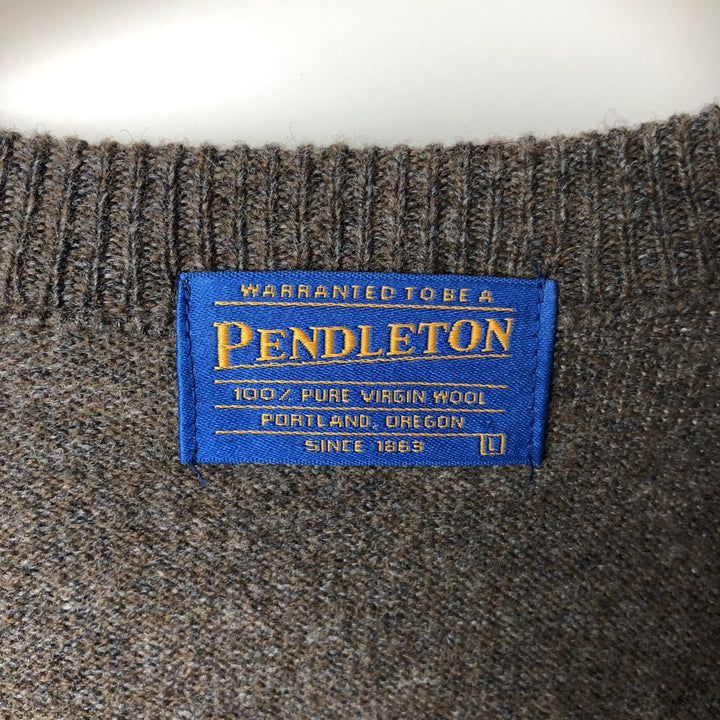 WARRANTED TO BE A
PENDLETON
100% PURE VIRGIN WOOL
PORTLAND, OREGON
SINCE 1863 L